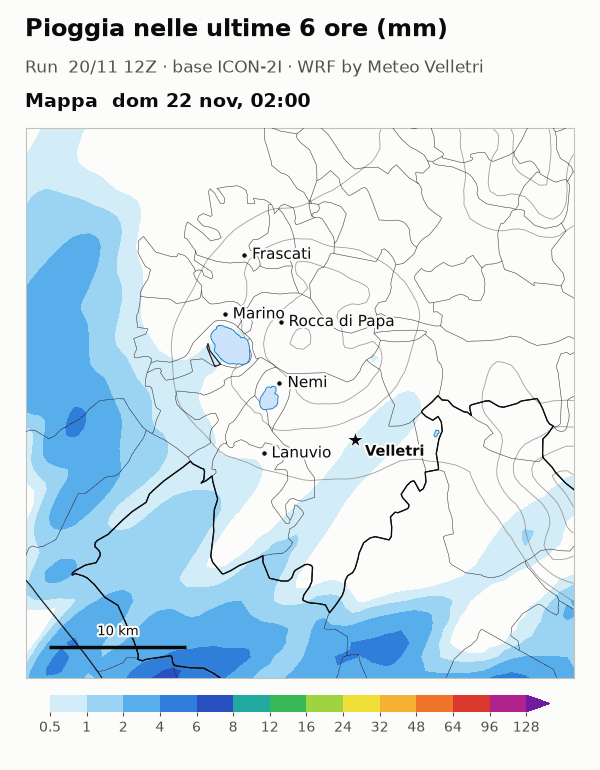 Pioggia nelle ultime 6 ore (mm)
Run  20/11 12Z · base ICON-2I · WRF by Meteo Velletri
Mappa  dom 22 nov, 02:00
Frascati
Marino
Rocca di Papa
Nemi
Velletri
Lanuvio
10 km
0.5 1 2 4 6 8 12 16 24 32 48 64 96 128